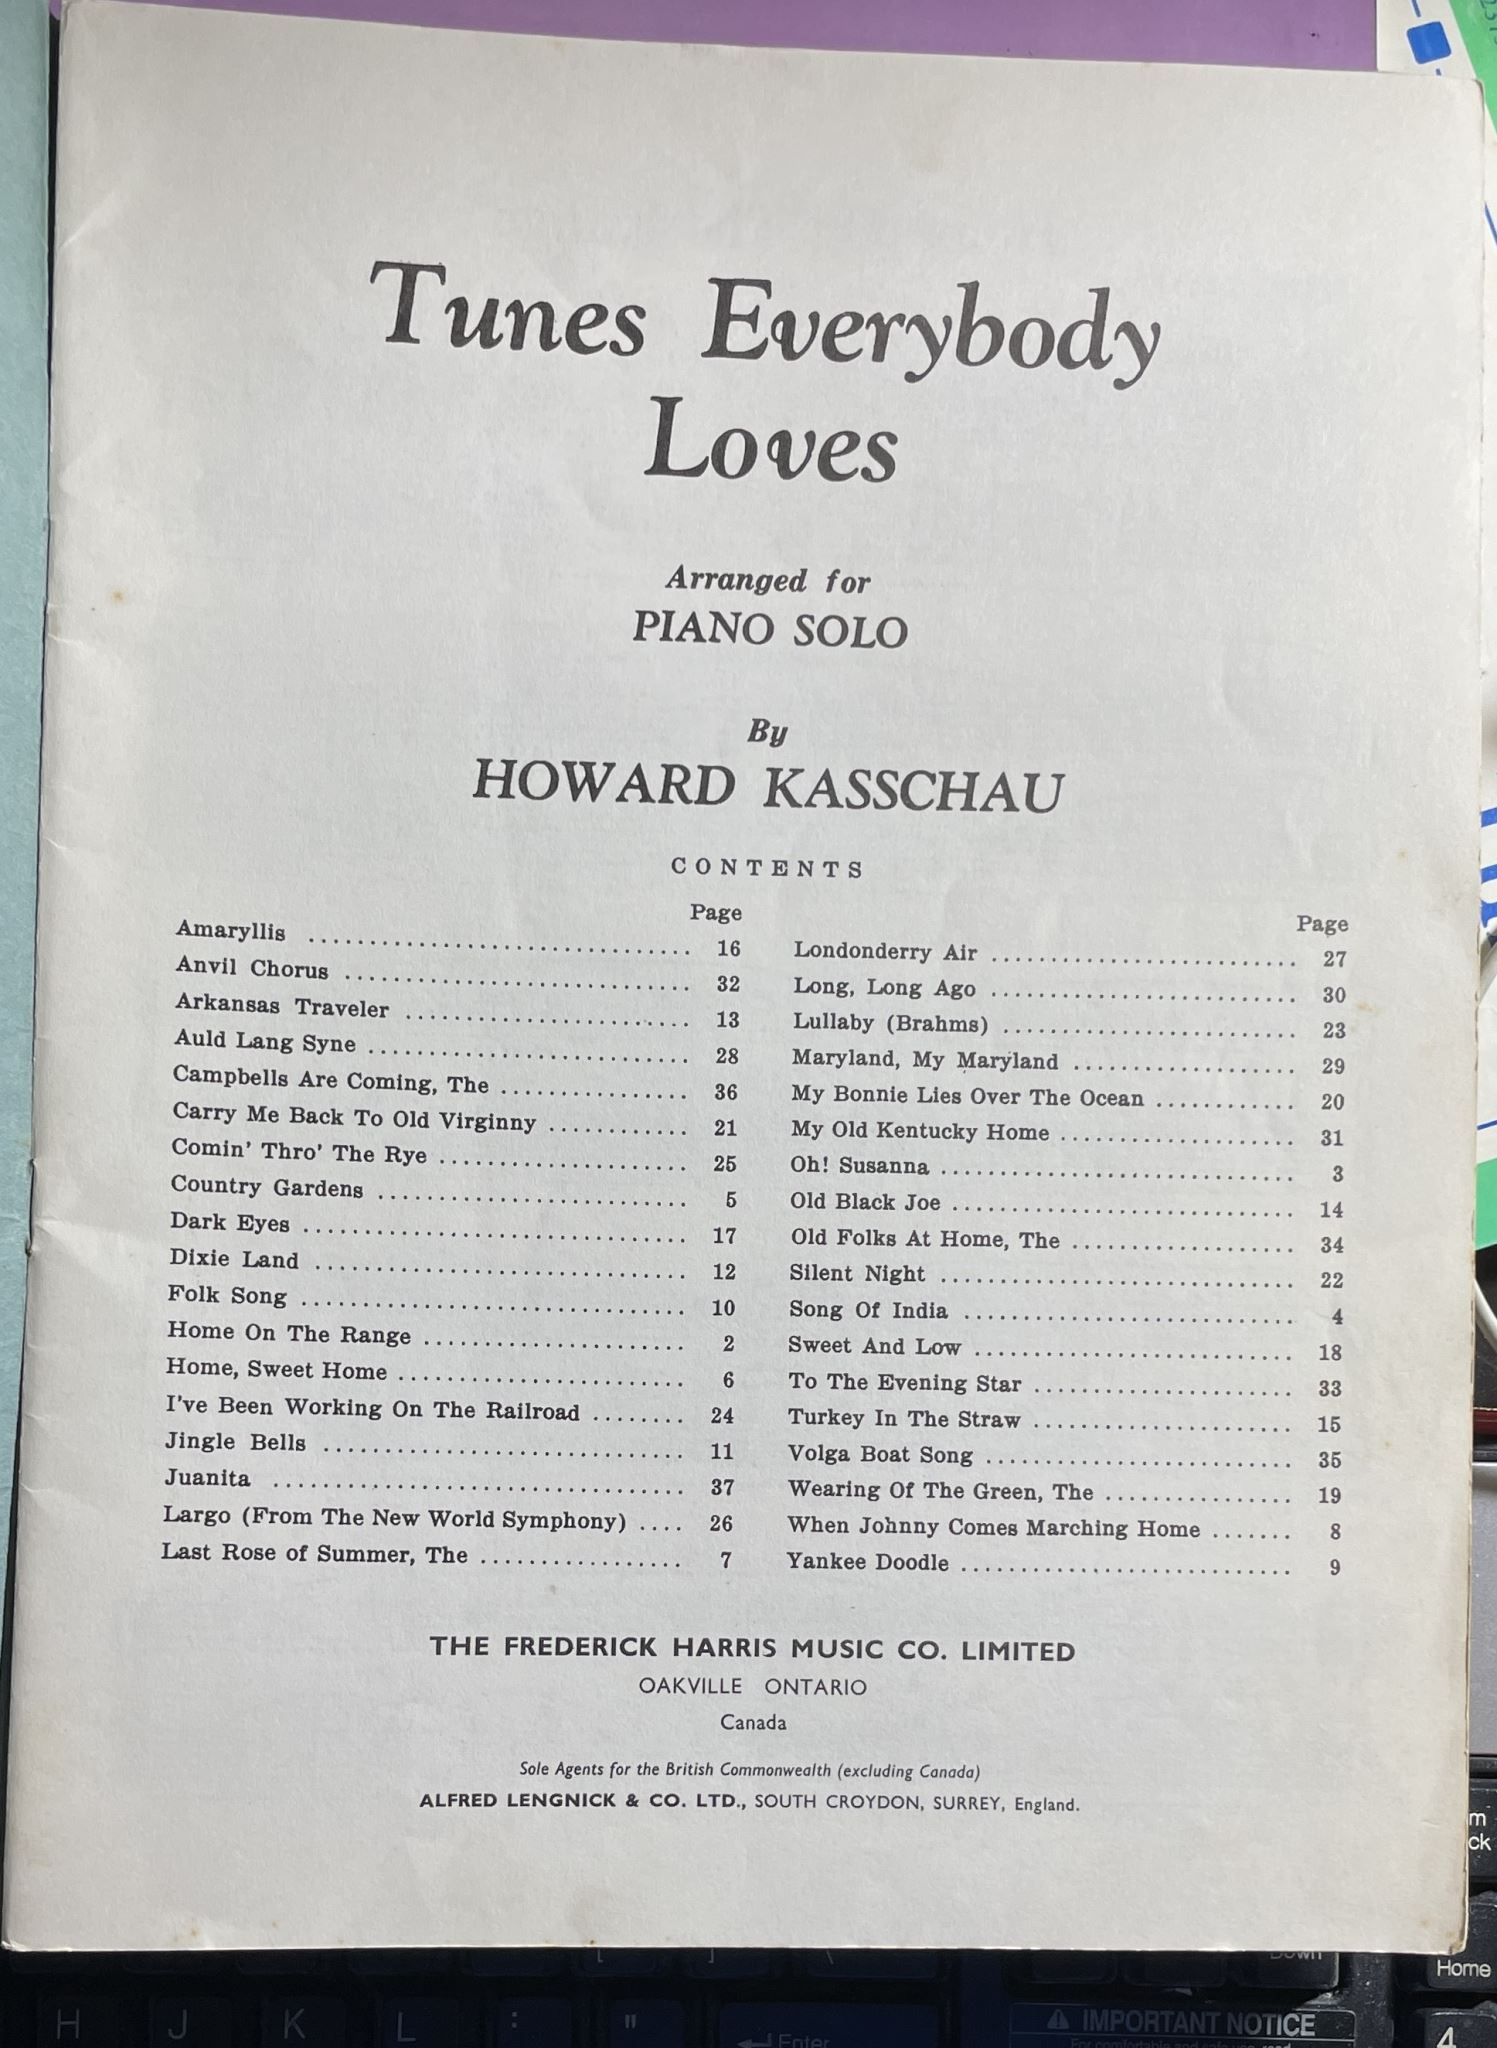 Tunes Everybody
Loves
Arranged for
PIANO SOLO
By
HOWARD KASSCHAU
CONTENTS
Page
Amaryllis ............................... 16
Anvil Chorus ............................ 32
Arkansas Traveler ....................... 13
Auld Lang Syne .......................... 28
Campbells Are Coming, The ................ 36
Carry Me Back To Old Virginny ............ 21
Comin' Thro' The Rye ..................... 25
Country Gardens .......................... 5
Dark Eyes ................................ 17
Dixie Land ............................... 12
Folk Song ................................ 10
Home On The Range ...................... 2
Home, Sweet Home ........................ 6
I've Been Working On The Railroad ........ 24
Jingle Bells .............................. 11
Juanita .................................. 37
Largo (From The New World Symphony) .... 26
Last Rose of Summer, The ................. 7
Page
Londonderry Air .......................... 27
Long, Long Ago .......................... 30
Lullaby (Brahms) ......................... 23
Maryland, My Maryland ................... 29
My Bonnie Lies Over The Ocean ............ 20
My Old Kentucky Home .................... 31
Oh! Susanna .............................. 3
Old Black Joe ............................. 14
Old Folks At Home, The ................... 34
Silent Night .............................. 22
Song Of India ............................ 4
Sweet And Low ........................... 18
To The Evening Star ...................... 33
Turkey In The Straw ...................... 15
Volga Boat Song .......................... 35
Wearing Of The Green, The ................ 19
When Johnny Comes Marching Home ....... 8
Yankee Doodle ............................ 9
THE FREDERICK HARRIS MUSIC CO. LIMITED
OAKVILLE ONTARIO
Canada
Sole Agents for the British Commonwealth (excluding Canada)
ALFRED LENGNICK & CO. LTD., SOUTH CROYDON, SURREY, England.
Home
H J K L : " Enter
IMPORTANT NOTICE
4